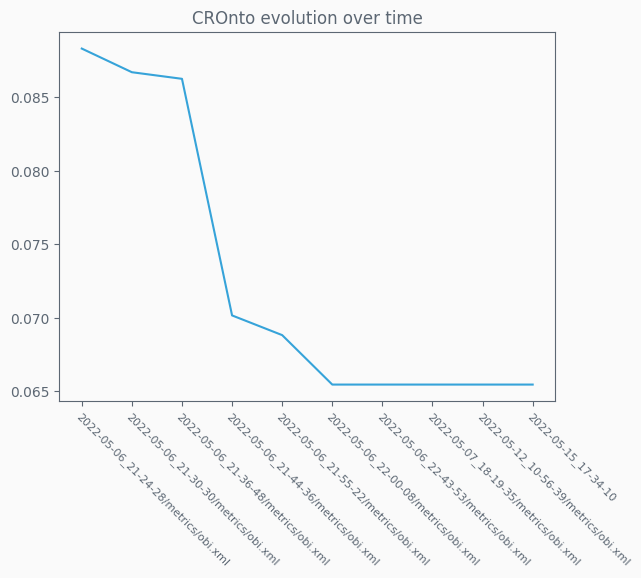 CROnto evolution over time
0.085
0.080
0.075
0.070
0.065
2022-05-06_21-24-28/metrics/obi.xml
2022-05-06_21-30-30/metrics/obi.xml
2022-05-06_21-36-48/metrics/obi.xml
2022-05-06_21-44-36/metrics/obi.xml
2022-05-06_21-55-22/metrics/obi.xml
2022-05-06_22-00-08/metrics/obi.xml
2022-05-06_22-43-53/metrics/obi.xml
2022-05-07_18-19-35/metrics/obi.xml
2022-05-12_10-56-39/metrics/obi.xml
2022-05-15_17-34-10